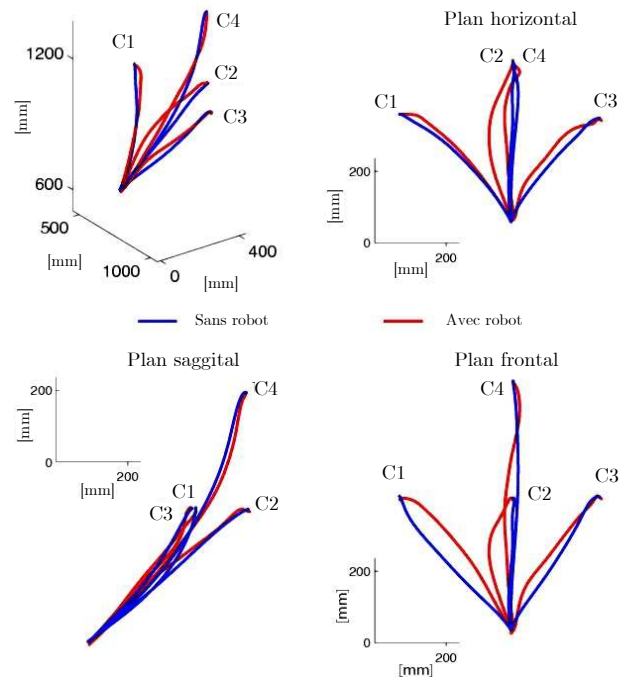 C4
C1
1200
C2
C3
[mm]
600
500
[mm]
1000
0
400
[mm]
Plan horizontal
C2 C4
C1
C3
200
[mm]
0
200
[mm]
Sans robot
Avec robot
Plan saggital
200
C4
[mm]
0
200
[mm]
C1
C3
C2
Plan frontal
C4
C1
C3
C2
200
[mm]
0
200
[mm]